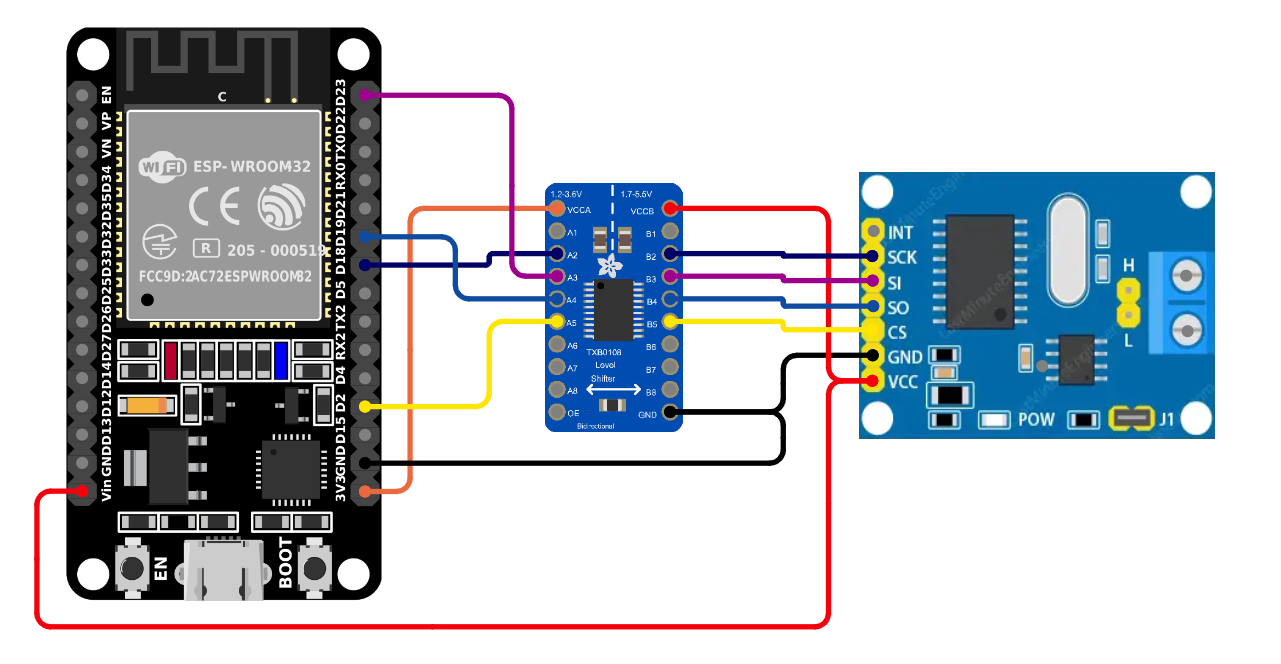 C
EN
VP
VN
D34
D35
D32
D33
D25
D26
D27
D14
D12
D13
GND
Vin
D23
D22
TX0
RX0
D21
D19
D18
D5
TX2
RX2
D4
D2
D15
GND
3V3
Wi Fi ESP-WROOM32
CE
R 205 - 000519
FCC9D:2AC72ESPWROOM82
EN
BOOT
1.2-3.6V 1.7-5.5V
VCCA VCCB
A1 B1
A2 B2
A3 B3
A4 B4
A5 B5
A6 B6
A7 B7
A8 B8
OE GND
TXB0108
Level
Shifter
Bidirectional
INT
SCK
SI
SO
CS
GND
VCC
H
L
POW
J1